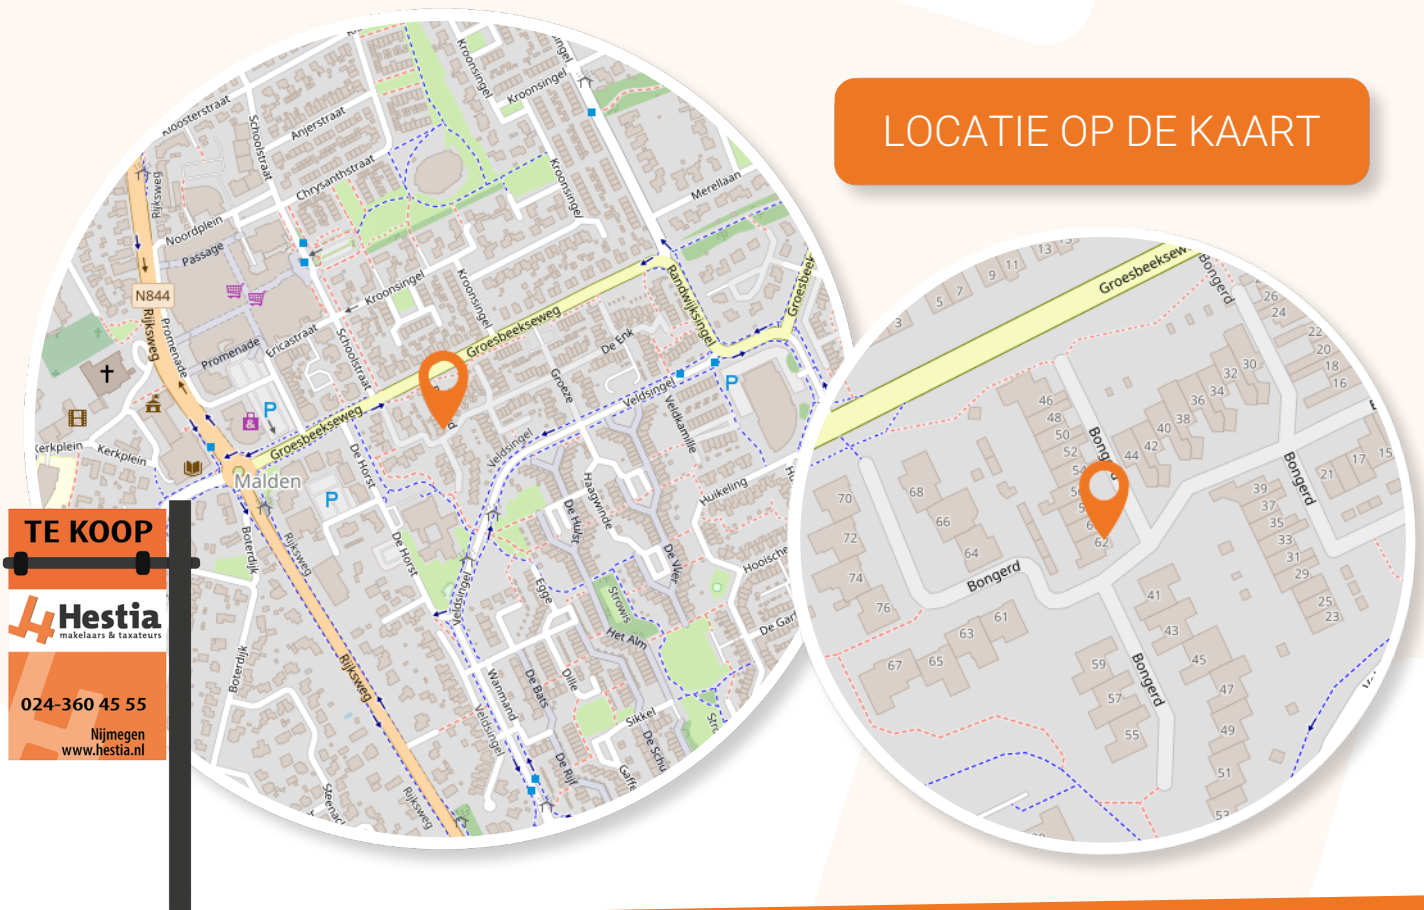 LOCATIE OP DE KAART
Kroonsingel
Kroonsingel
Kloosterstraat
Schoolstraat
Anjerstraat
Chrysanthstraat
Kroonsingel
Merellaan
Rijksweg
Noordplein
Passage
Kroonsingel
Kroonsingel
Randwijksingel
Groesbeek
N844
Rijksweg
Promenade
Promenade
Ericastraat
Schoolstraat
Groesbeekseweg
De Enk
Groeze
P
P
Veldsingel
Veldkamille
Groesbeekseweg
Kerkplein
Kerkplein
Malden
De Horst
Veldsingel
Huikeling
P
Haagwinde
De Hulst
De Wier
Hooische
Boterdijk
Rijksweg
De Horst
Veldsingel
Egge
Strowis
Het Alm
De Garf
Boterdijk
Rijksweg
Wanmand
De Bats
Dille
Sikkel
Veldsingel
De Rijf
De Schu
Gaffe
Steenac
Rijksweg
TE KOOP
Hestia
makelaars & taxateurs
024-360 45 55
Nijmegen
www.hestia.nl
Groesbeeksew
Bongerd
13
11
9
7
5
3
26
24
22
20
18
16
30
32
34
36
38
40
42
44
46
48
50
52
54
62
Bongerd
Bongerd
21
17
15
70
68
66
64
72
74
76
39
37
35
33
31
29
25
23
Bongerd
61
63
65
67
41
43
45
47
49
51
53
59
57
55
Bongerd